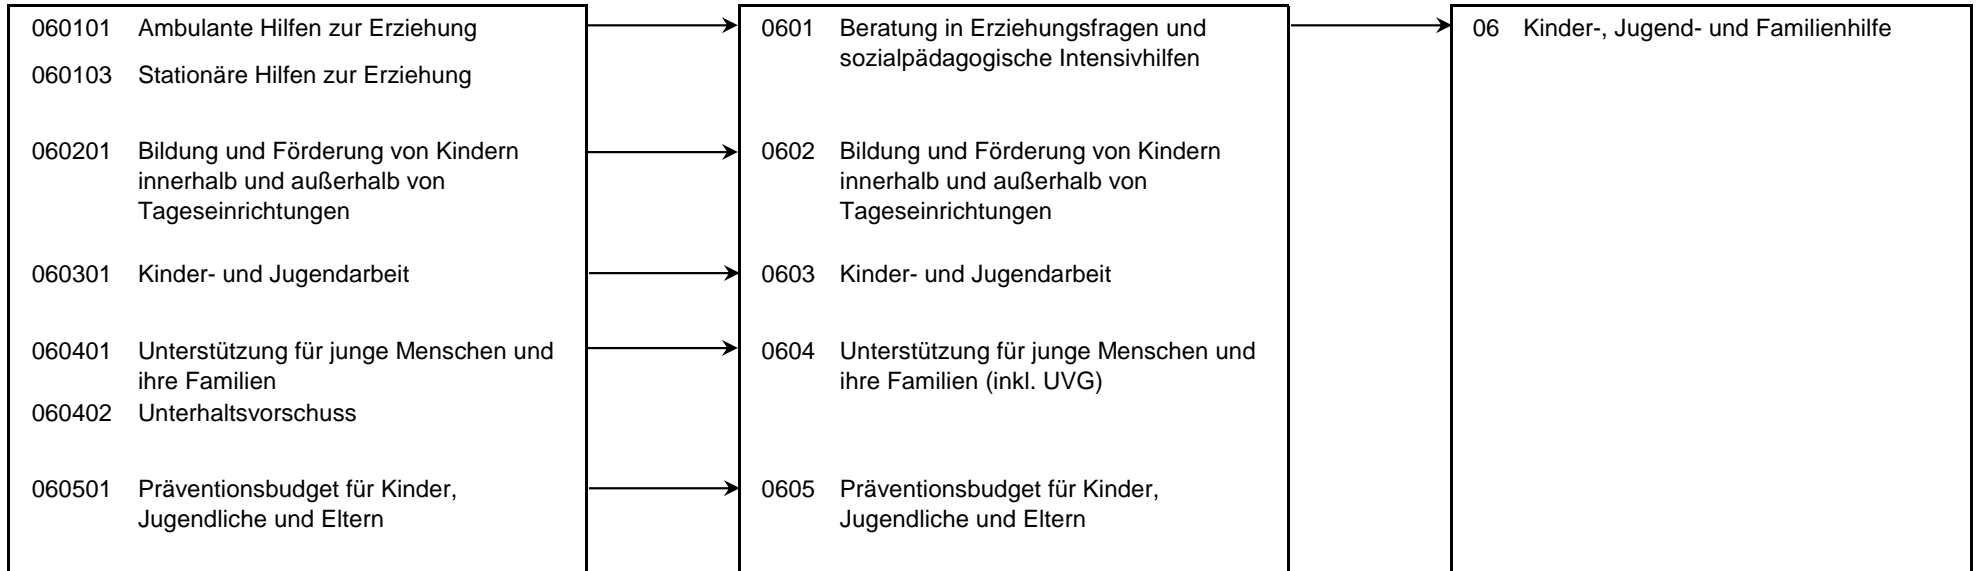 060101 Ambulante Hilfen zur Erziehung
060103 Stationäre Hilfen zur Erziehung
060201 Bildung und Förderung von Kindern
innerhalb und außerhalb von
Tageseinrichtungen
060301 Kinder- und Jugendarbeit
060401 Unterstützung für junge Menschen und
ihre Familien
060402 Unterhaltsvorschuss
060501 Präventionsbudget für Kinder,
Jugendliche und Eltern
0601 Beratung in Erziehungsfragen und
sozialpädagogische Intensivhilfen
0602 Bildung und Förderung von Kindern
innerhalb und außerhalb von
Tageseinrichtungen
0603 Kinder- und Jugendarbeit
0604 Unterstützung für junge Menschen und
ihre Familien (inkl. UVG)
0605 Präventionsbudget für Kinder,
Jugendliche und Eltern
06 Kinder-, Jugend- und Familienhilfe